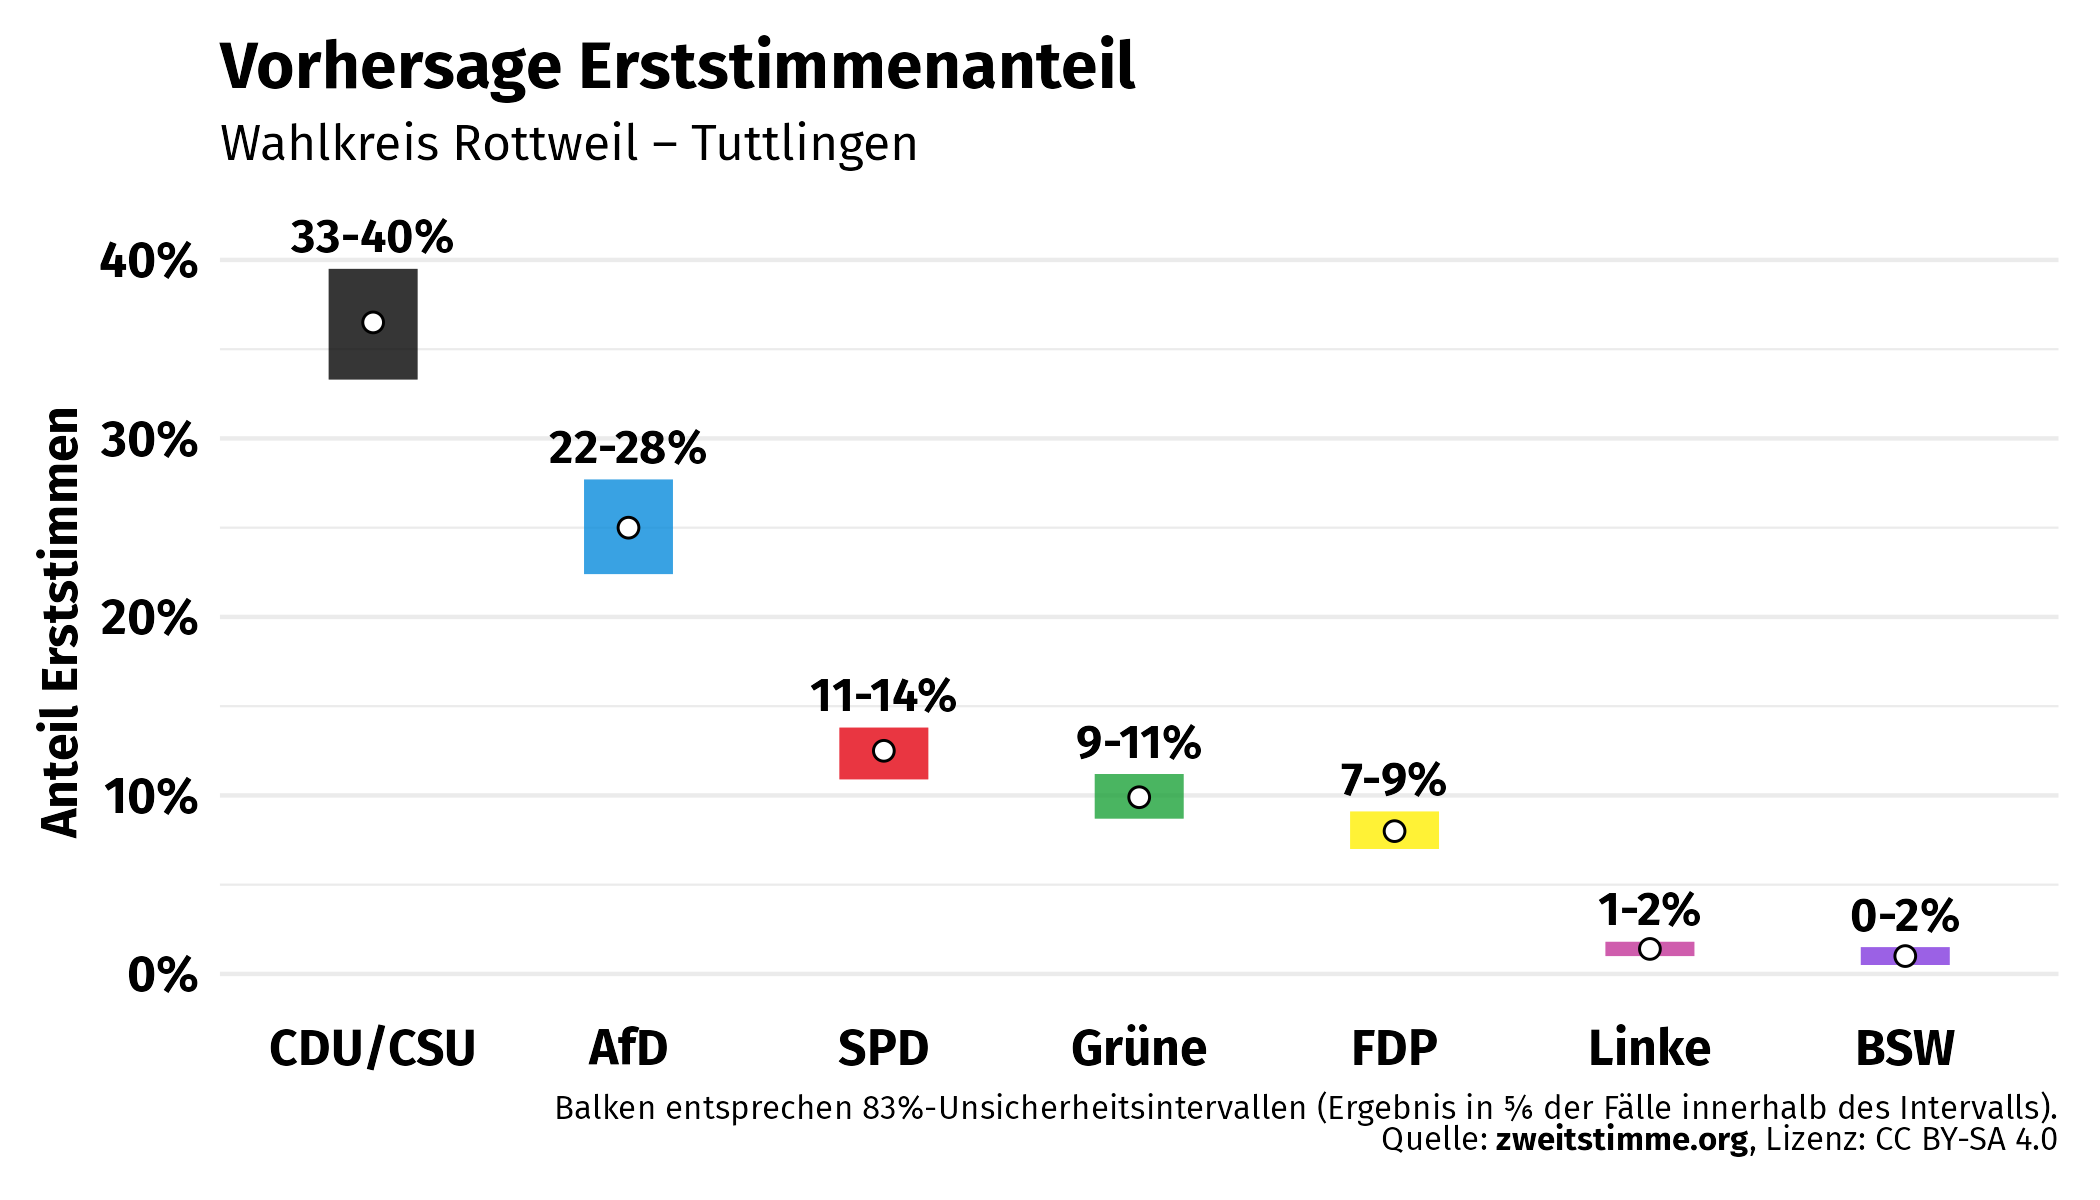 Vorhersage Erststimmenanteil
Wahlkreis Rottweil – Tuttlingen
Anteil Erststimmen
40%
30%
20%
10%
0%
33-40%
22-28%
11-14%
9-11%
7-9%
1-2%
0-2%
CDU/CSU AfD SPD Grüne FDP Linke BSW
Balken entsprechen 83%-Unsicherheitsintervallen (Ergebnis in ⅚ der Fälle innerhalb des Intervalls).
Quelle: zweitstimme.org, Lizenz: CC BY-SA 4.0